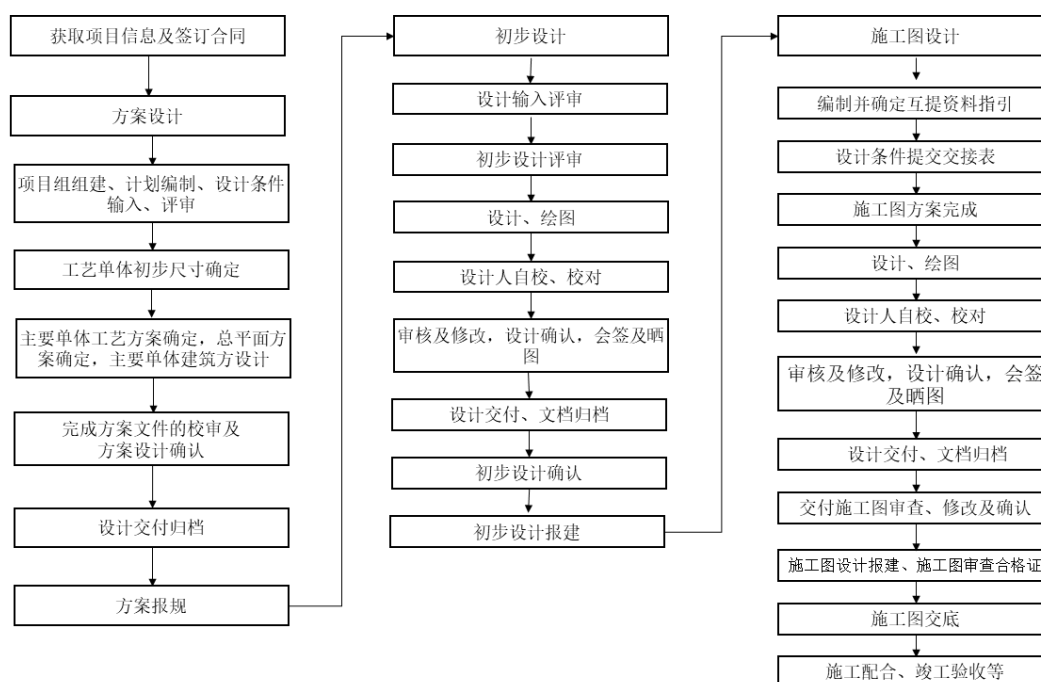 获取项目信息及签订合同
方案设计
项目组组建、计划编制、设计条件
输入、评审
工艺单体初步尺寸确定
主要单体工艺方案确定，总平面方
案确定，主要单体建筑方设计
完成方案文件的校审及
方案设计确认
设计交付归档
方案报规
初步设计
设计输入评审
初步设计评审
设计、绘图
设计人自校、校对
审核及修改，设计确认，会签及晒
图
设计交付、文档归档
初步设计确认
初步设计报建
施工图设计
编制并确定互提资料指引
设计条件提交交接表
施工图方案完成
设计、绘图
设计人自校、校对
审核及修改，设计确认，会签
及晒图
设计交付、文档归档
交付施工图审查、修改及确认
施工图设计报建、施工图审查合格证
施工图交底
施工配合、竣工验收等